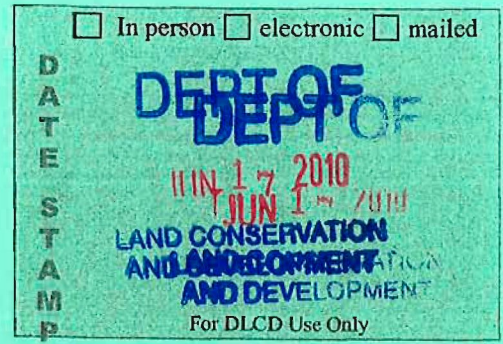 ☐ In person ☐ electronic ☐ mailed
DATE STAMP
DEPT OF
DEPT OF
JUN 17 2010
JUN 1 2010
LAND CONSERVATION
AND DEVELOPMENT
AND DEVELOPMENT
For DLCD Use Only